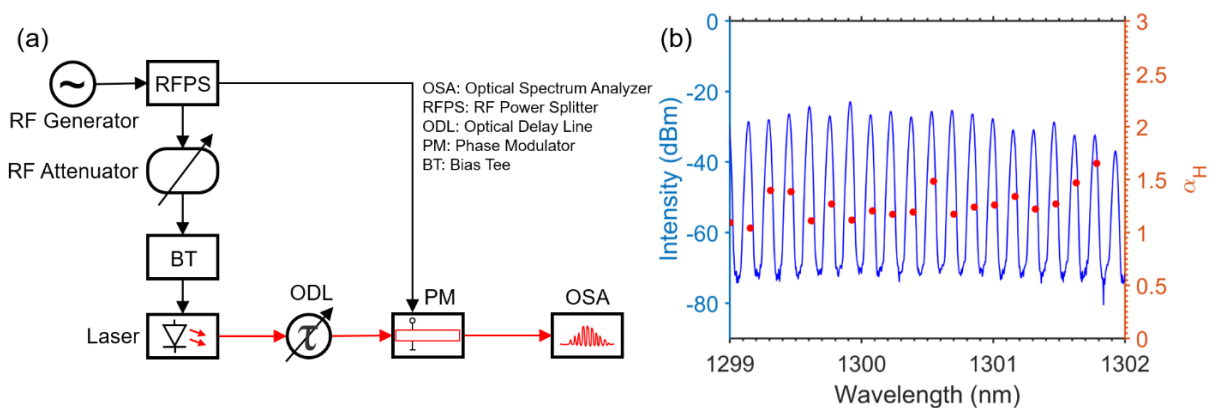 (a)
RFPS
RF Generator
OSA: Optical Spectrum Analyzer
RFPS: RF Power Splitter
ODL: Optical Delay Line
PM: Phase Modulator
BT: Bias Tee
RF Attenuator
BT
ODL
PM
OSA
Laser
τ
(b)
0
-20
-40
-60
-80
Intensity (dBm)
3
2.5
2
1.5
1
0.5
0
αH
1299
1300
1301
1302
Wavelength (nm)